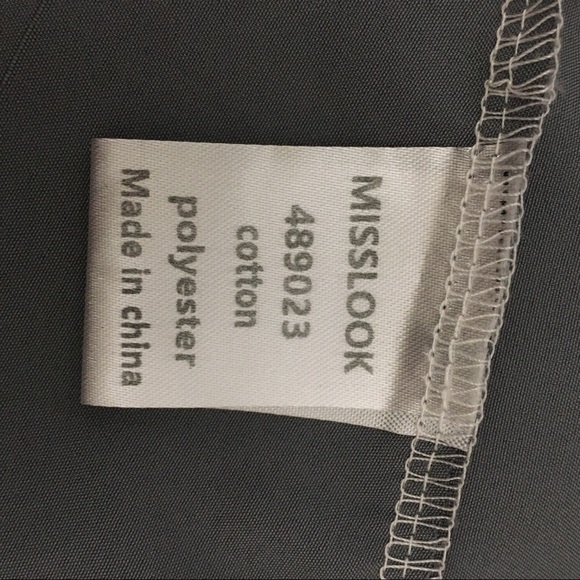 MISSLOOK
489023
cotton
polyester
Made in china